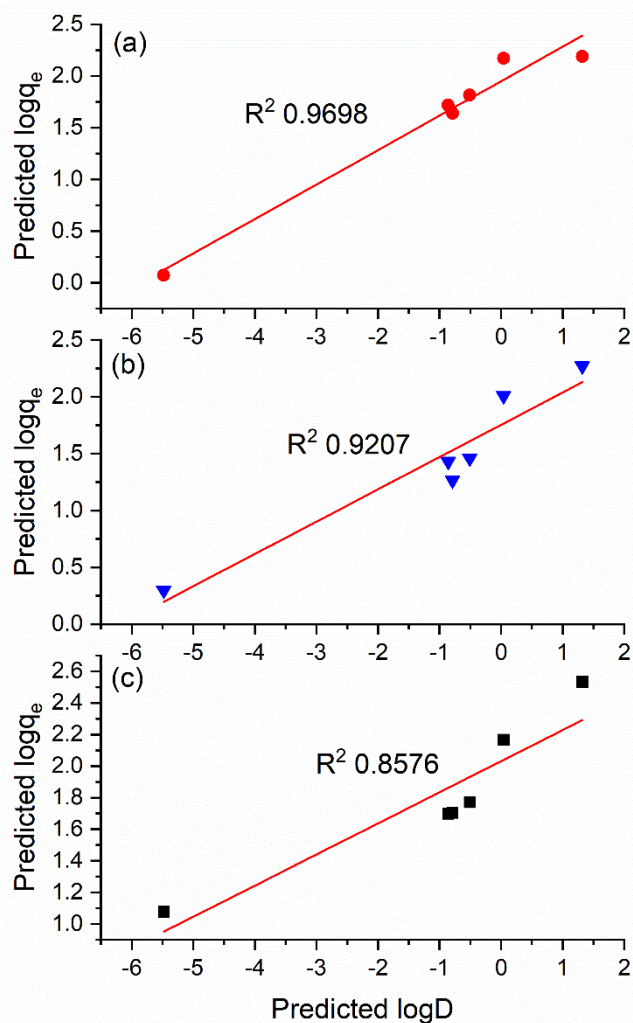 (a)
R² 0.9698
Predicted logqₑ
2.5
2.0
1.5
1.0
0.5
0.0
-6 -5 -4 -3 -2 -1 0 1 2
(b)
R² 0.9207
Predicted logqₑ
2.5
2.0
1.5
1.0
0.5
0.0
-6 -5 -4 -3 -2 -1 0 1 2
(c)
R² 0.8576
Predicted logqₑ
2.6
2.4
2.2
2.0
1.8
1.6
1.4
1.2
1.0
-6 -5 -4 -3 -2 -1 0 1 2
Predicted logD